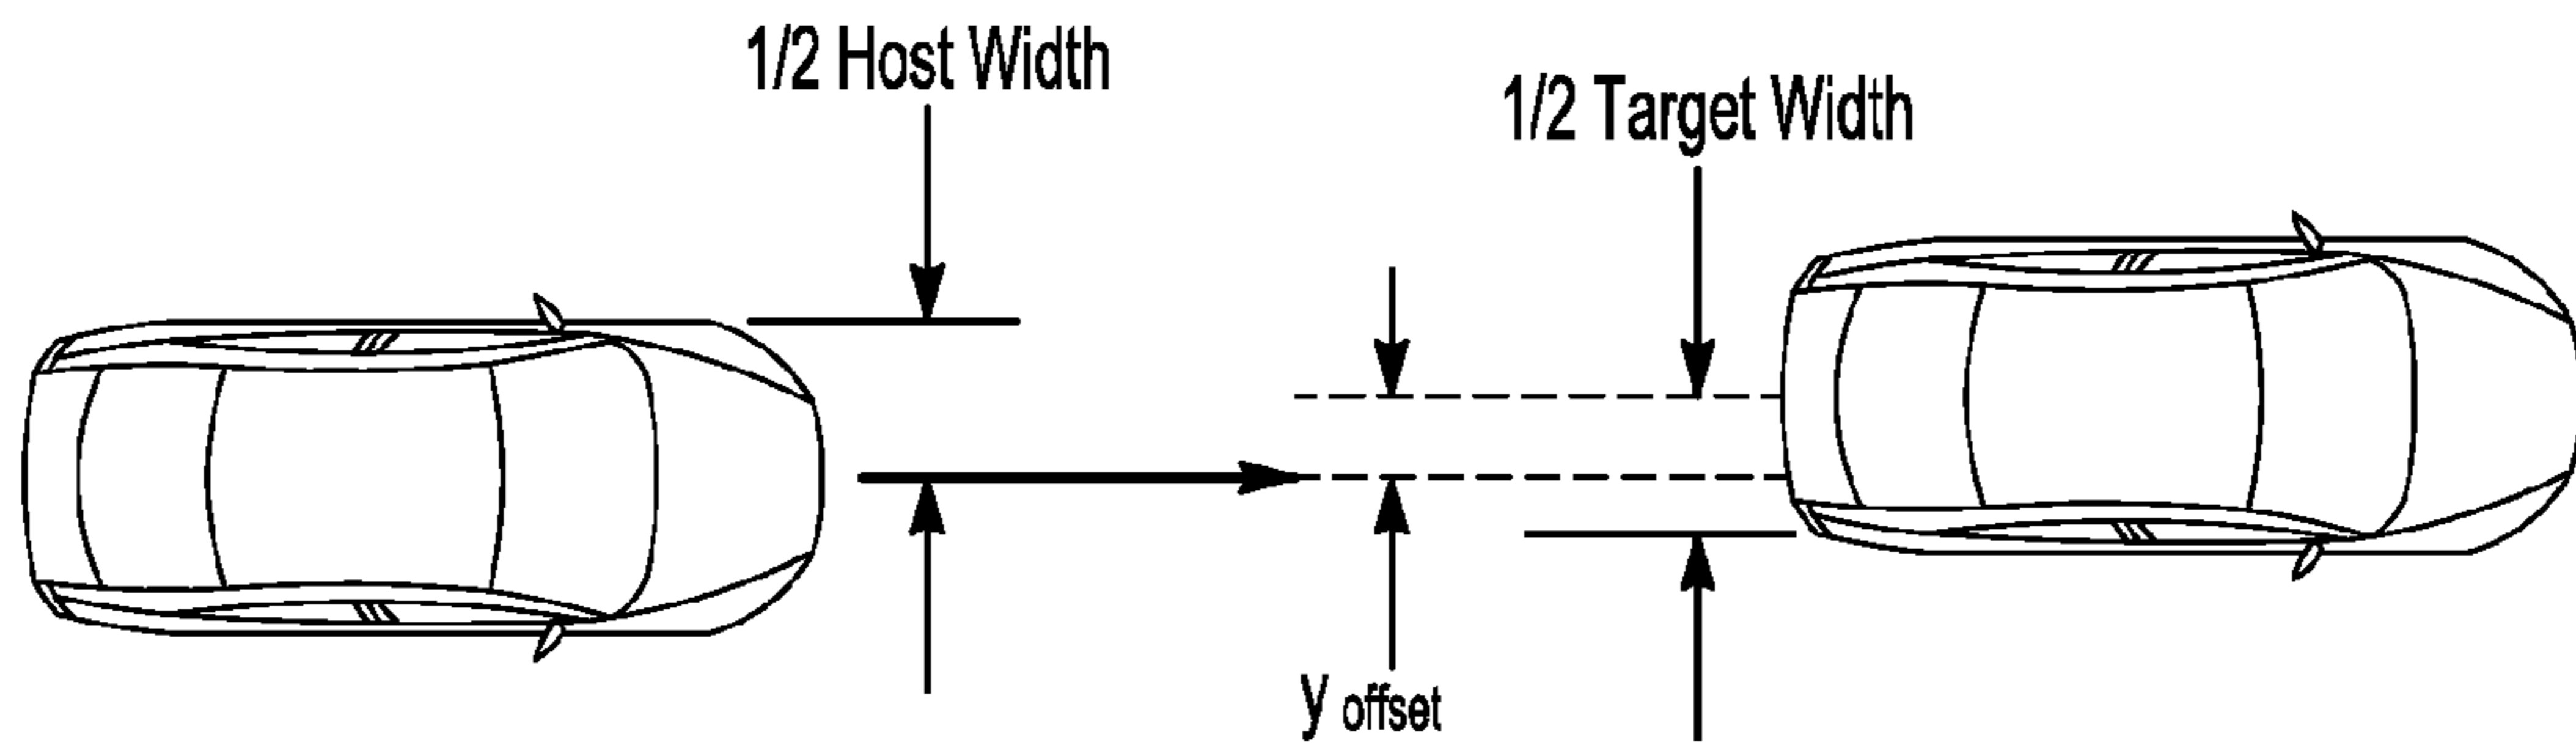 1/2 Host Width
1/2 Target Width
y offset